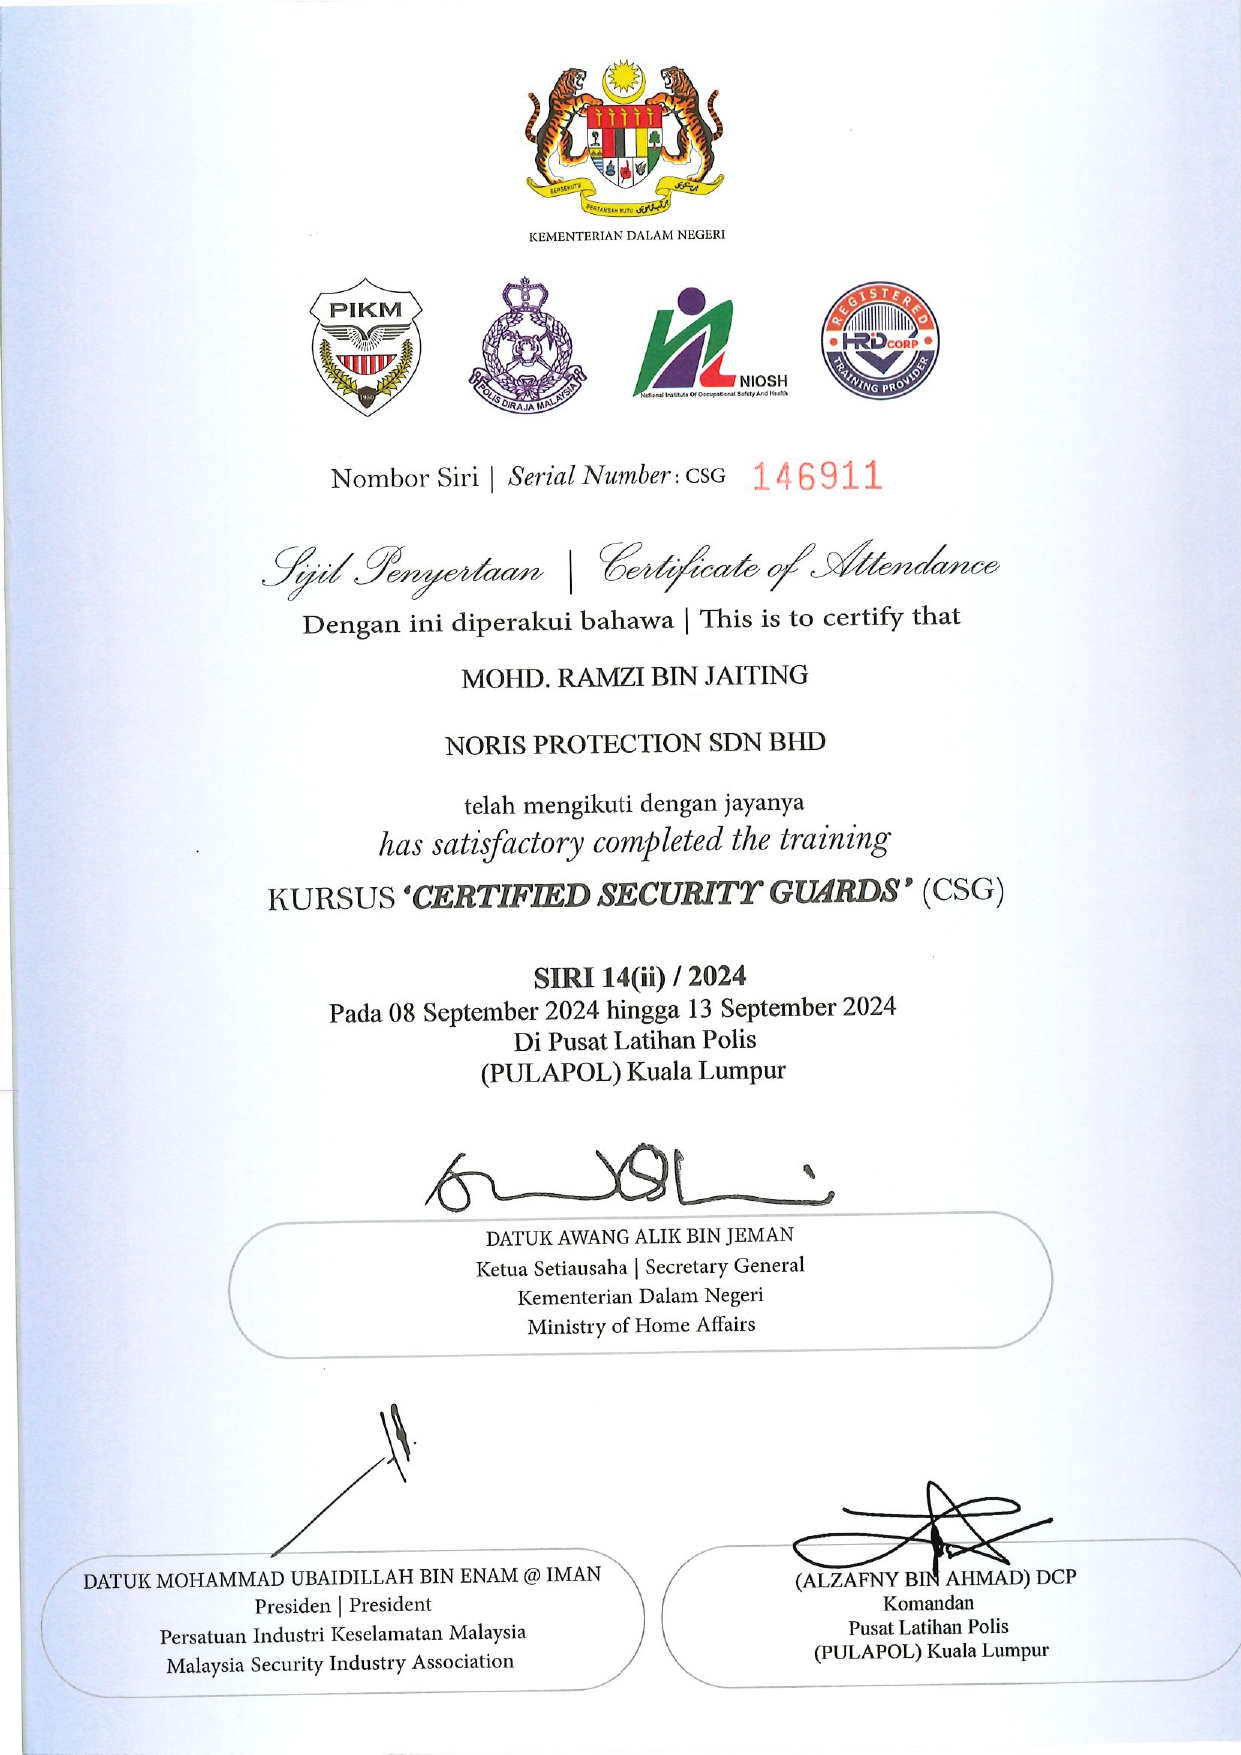 BERSEKUTU
BERTAMBAH MUTU
KEMENTERIAN DALAM NEGERI
PIKM
1980
POLIS DIRAJA MALAYSIA
NIOSH
National Institute Of Occupational Safety And Health
REGISTERED
HRD CORP
TRAINING PROVIDER
Nombor Siri | Serial Number : CSG 146911
Sijil Penyertaan | Certificate of Attendance
Dengan ini diperakui bahawa | This is to certify that
MOHD. RAMZI BIN JAITING
NORIS PROTECTION SDN BHD
telah mengikuti dengan jayanya
has satisfactory completed the training
KURSUS ‘CERTIFIED SECURITY GUARDS’ (CSG)
SIRI 14(ii) / 2024
Pada 08 September 2024 hingga 13 September 2024
Di Pusat Latihan Polis
(PULAPOL) Kuala Lumpur
DATUK AWANG ALIK BIN JEMAN
Ketua Setiausaha | Secretary General
Kementerian Dalam Negeri
Ministry of Home Affairs
DATUK MOHAMMAD UBAIDILLAH BIN ENAM @ IMAN
Presiden | President
Persatuan Industri Keselamatan Malaysia
Malaysia Security Industry Association
(ALZAFNY BIN AHMAD) DCP
Komandan
Pusat Latihan Polis
(PULAPOL) Kuala Lumpur